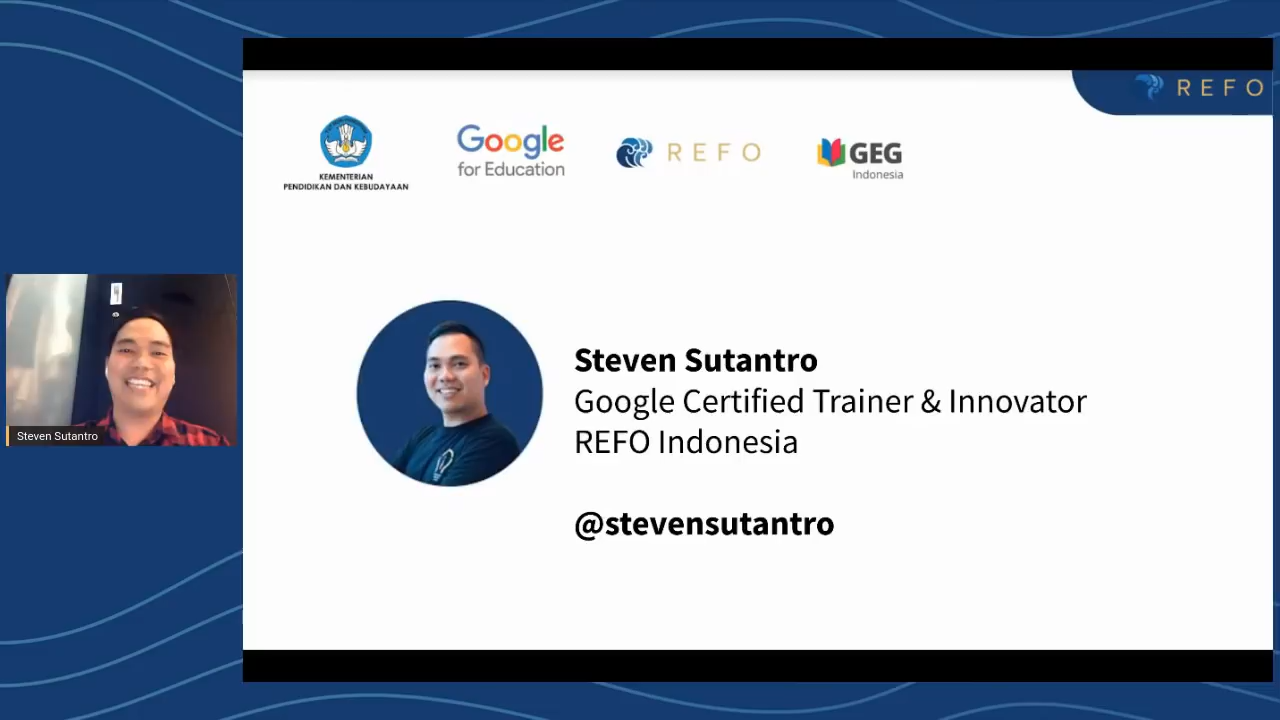 REFO
KEMENTERIAN
PENDIDIKAN DAN KEBUDAYAAN
Google
for Education
REFO
GEG
Indonesia
Steven Sutantro
Google Certified Trainer & Innovator
REFO Indonesia
@stevensutantro
Steven Sutantro